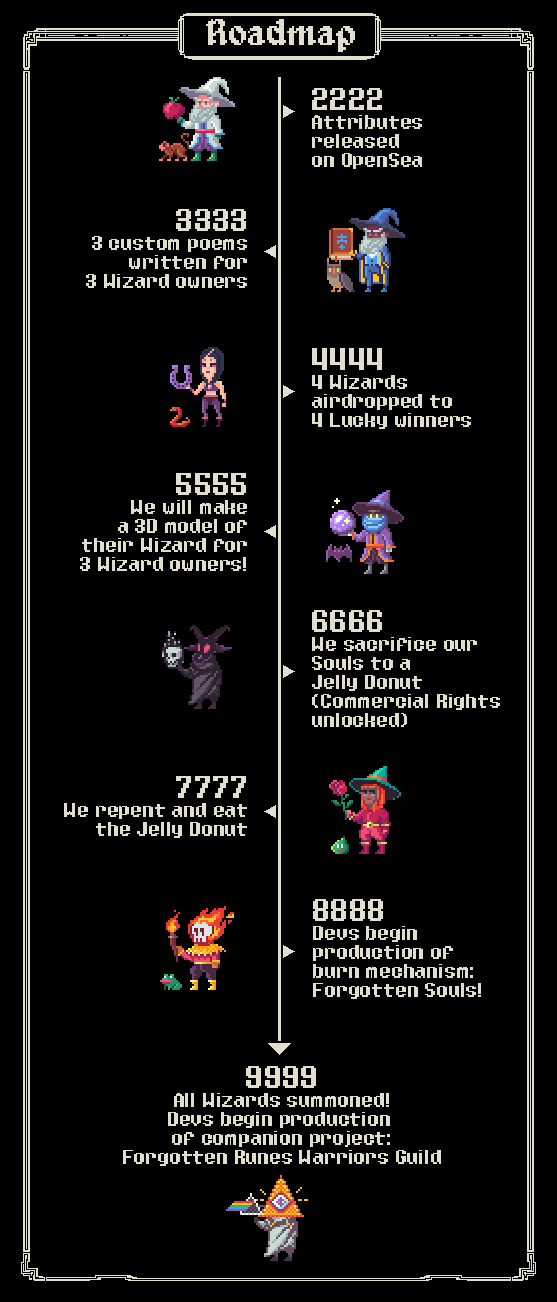 Roadmap
2222
Attributes
released
on OpenSea
3333
3 custom poems
written for
3 Wizard owners
4444
4 Wizards
airdropped to
4 Lucky winners
5555
We will make
a 3D model of
their Wizard for
3 Wizard owners!
6666
We sacrifice our
Souls to a
Jelly Donut
(Commercial Rights
unlocked)
7777
We repent and eat
the Jelly Donut
8888
Devs begin
production of
burn mechanism:
Forgotten Souls!
9999
All Wizards summoned!
Devs begin production
of companion project:
Forgotten Runes Warriors Guild